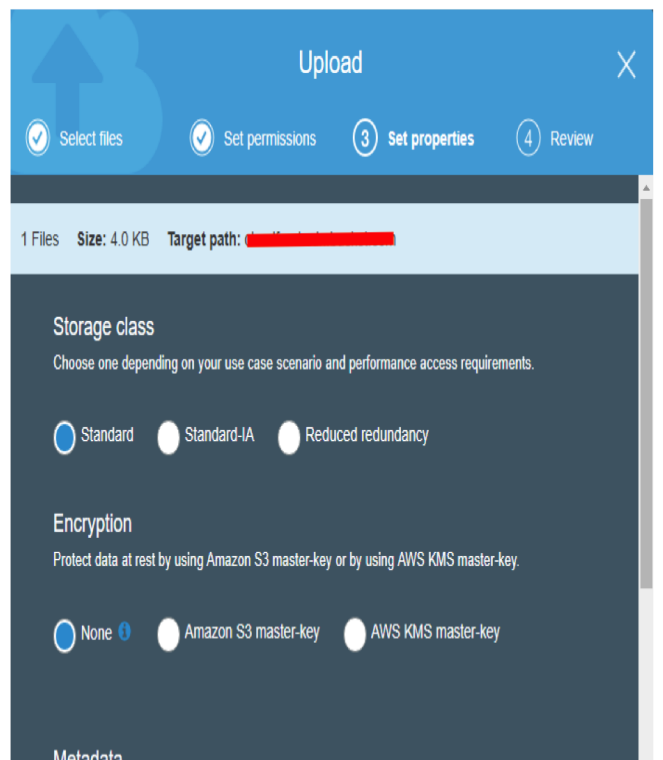 Upload
Select files Set permissions 3 Set properties 4 Review
1 Files Size: 4.0 KB Target path:
Storage class
Choose one depending on your use case scenario and performance access requirements.
Standard Standard-IA Reduced redundancy
Encryption
Protect data at rest by using Amazon S3 master-key or by using AWS KMS master-key.
None Amazon S3 master-key AWS KMS master-key
Metadata